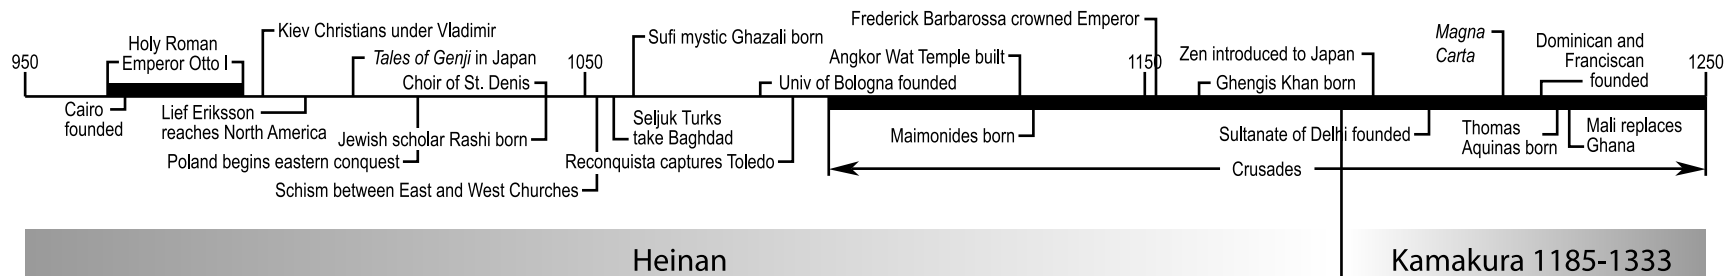 Frederick Barbarossa crowned Emperor
Kiev Christians under Vladimir
Holy Roman
Emperor Otto I
Sufi mystic Ghazali born
Magna
Carta
Dominican and
Franciscan
founded
950
Tales of Genji in Japan
1050
Angkor Wat Temple built
1150
Zen introduced to Japan
1250
Choir of St. Denis
Univ of Bologna founded
Ghengis Khan born
Cairo
founded
Lief Eriksson
reaches North America
Seljuk Turks
take Baghdad
Jewish scholar Rashi born
Maimonides born
Sultanate of Delhi founded
Thomas
Aquinas born
Mali replaces
Ghana
Poland begins eastern conquest
Reconquista captures Toledo
Crusades
Schism between East and West Churches
Heinan
Kamakura 1185-1333